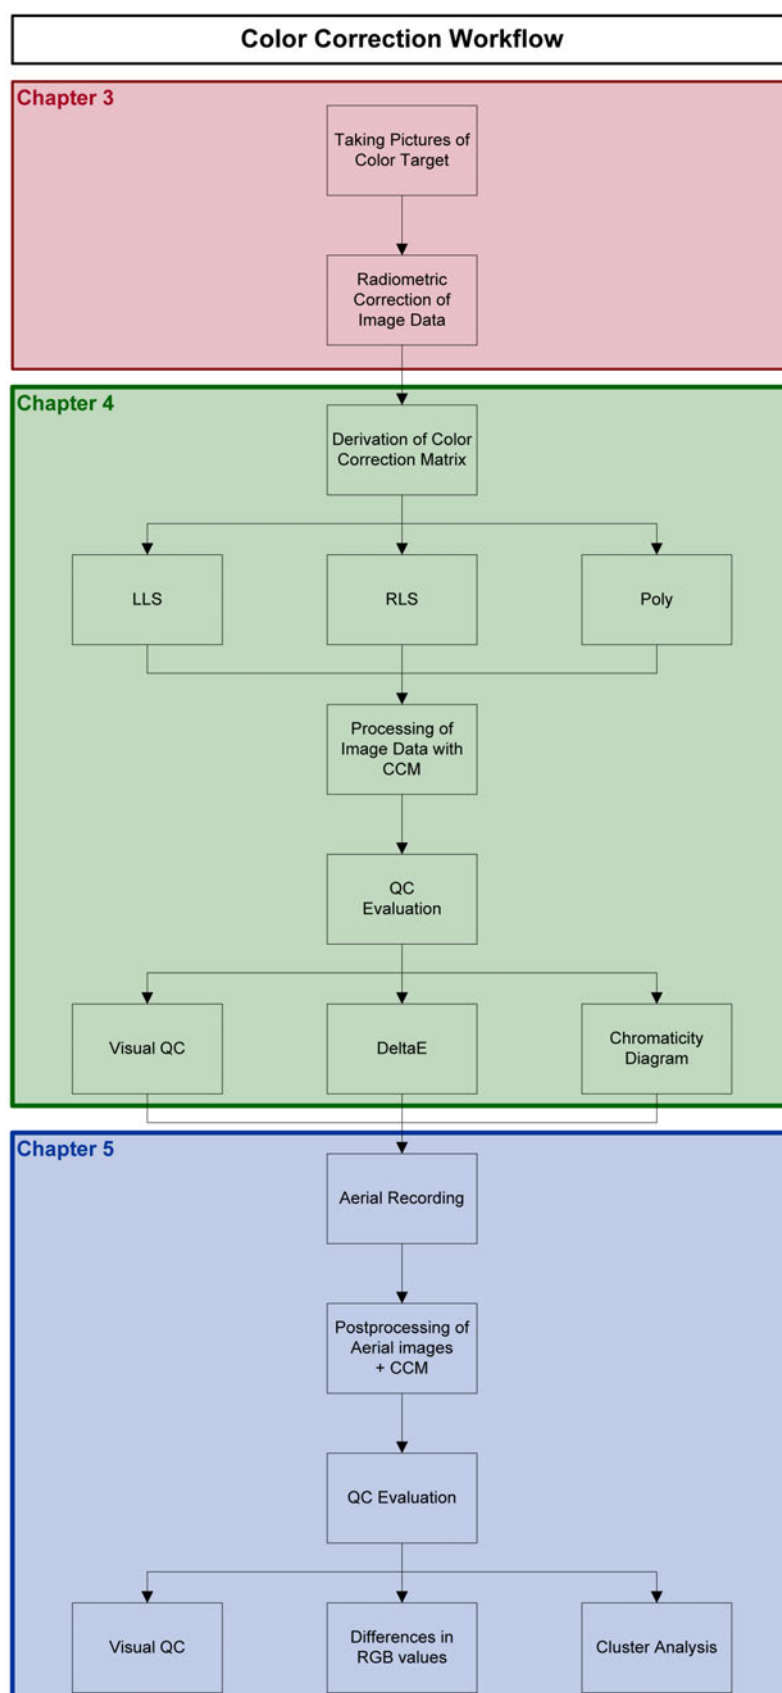 Color Correction Workflow
Chapter 3
Taking Pictures of
Color Target
Radiometric
Correction of
Image Data
Chapter 4
Derivation of Color
Correction Matrix
LLS
RLS
Poly
Processing of
Image Data with
CCM
QC
Evaluation
Visual QC
DeltaE
Chromaticity
Diagram
Chapter 5
Aerial Recording
Postprocessing of
Aerial images
+ CCM
QC Evaluation
Visual QC
Differences in
RGB values
Cluster Analysis